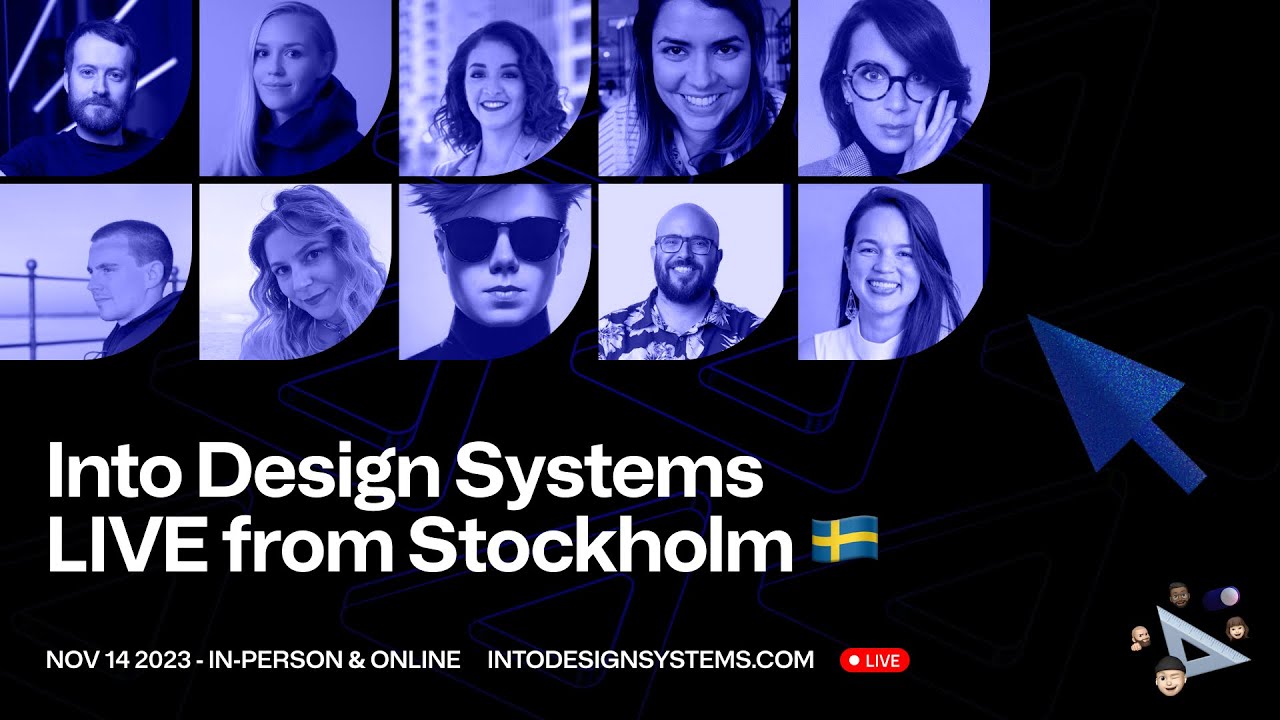 Into Design Systems
LIVE from Stockholm 🇸🇪
NOV 14 2023 - IN-PERSON & ONLINE INTODESIGNSYSTEMS.COM LIVE